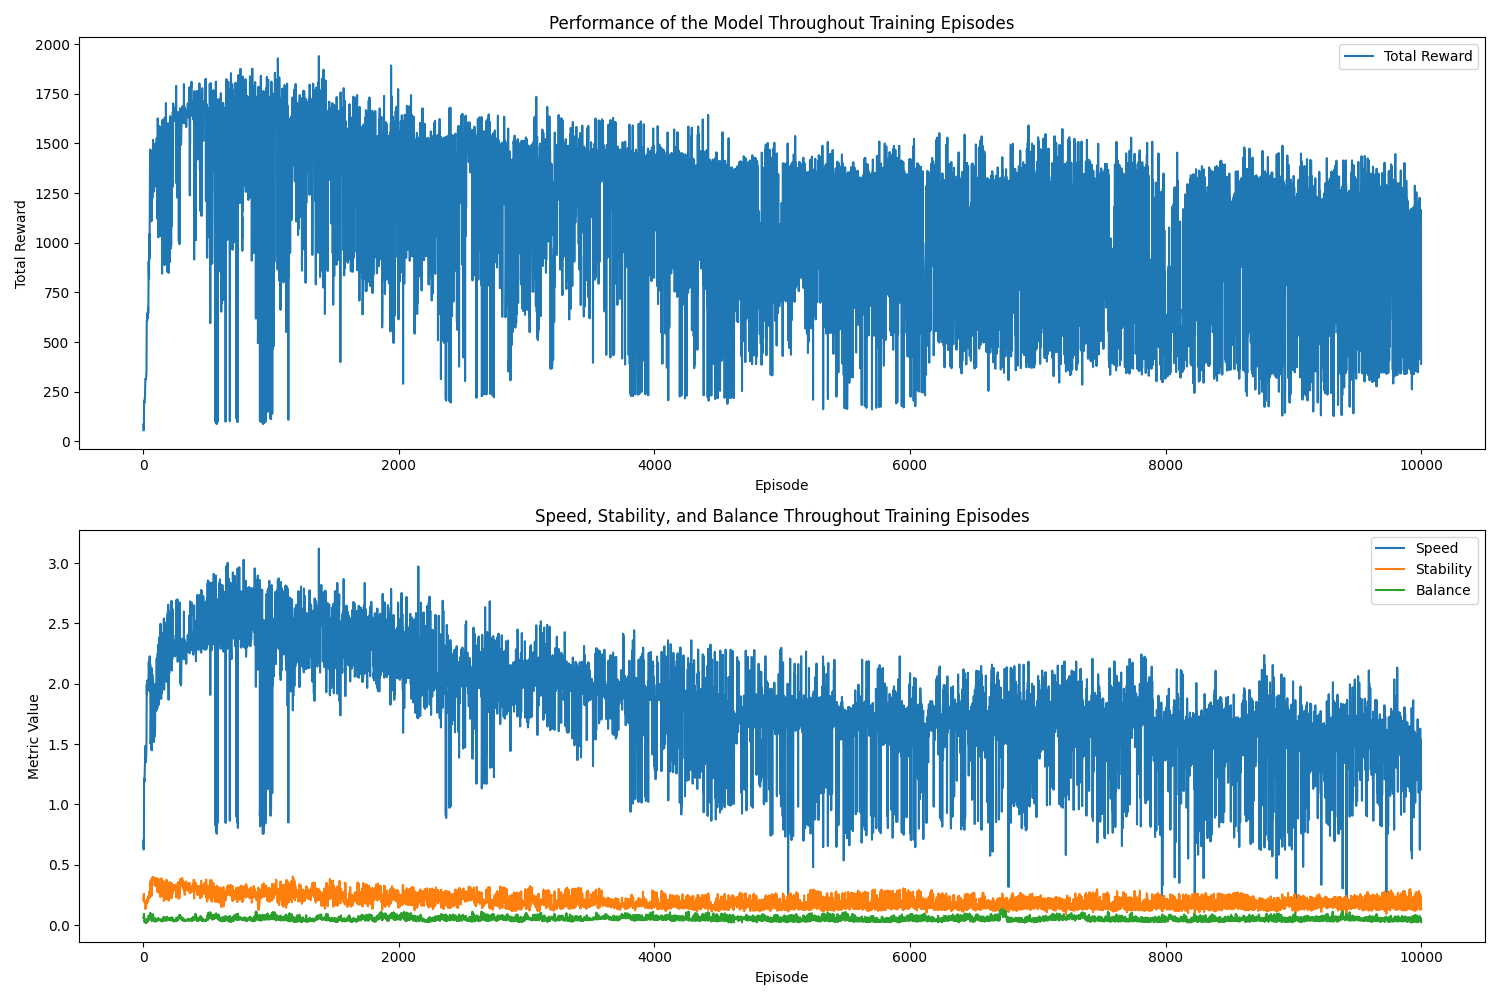 Performance of the Model Throughout Training Episodes
Total Reward
2000
1750
1500
1250
1000
750
500
250
0
Total Reward
0 2000 4000 6000 8000 10000
Episode
Speed, Stability, and Balance Throughout Training Episodes
Speed
Stability
Balance
3.0
2.5
2.0
1.5
1.0
0.5
0.0
Metric Value
0 2000 4000 6000 8000 10000
Episode